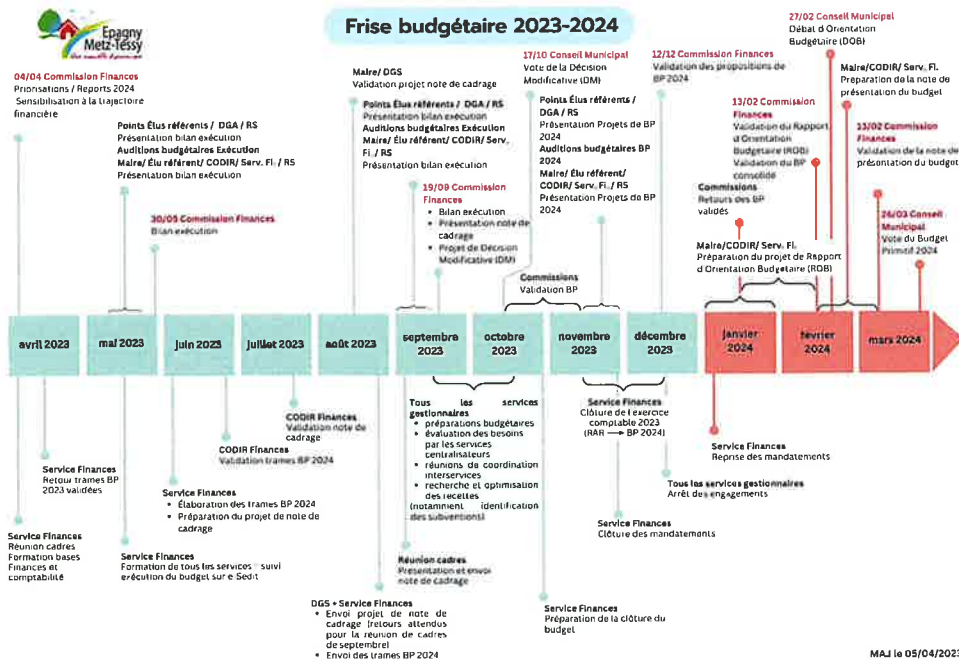 Epagny
Metz-Tessy
Frise budgétaire 2023-2024
04/04 Commission Finances
Priorisations / Reports 2024
Sensibilisation à la trajectoire
financière
Points Élus référents / DGA / RS
Présentation bilan exécution
Auditions budgétaires Exécution
Maire/ Élu référent/ CODIR/ Serv. Fi. / RS
Présentation bilan exécution
30/05 Commission Finances
Bilan exécution
Maire/ DGS
Validation projet note de cadrage
Points Élus référents / DGA / RS
Présentation bilan exécution
Auditions budgétaires Exécution
Maire/ Élu référent/ CODIR/ Serv.
Fi. / RS
Présentation bilan exécution
19/09 Commission
Finances
• Bilan exécution
• Présentation note de
cadrage
• Projet de Décision
Modificative (DM)
17/10 Conseil Municipal
Vote de la Décision
Modificative (DM)
Points Élus référents /
DGA / RS
Présentation Projets de BP
2024
Auditions budgétaires BP
2024
Maire/ Élu référent/
CODIR/ Serv. Fi. / RS
Présentation Projets de BP
2024
Commissions
Validation BP
12/12 Commission Finances
Validation des propositions de
BP 2024
13/02 Commission
Finances
Validation du Rapport
d'Orientation
Budgétaire (ROB)
Validation du BP
consolidé
Commissions
Retours des BP
validés
Maire/CODIR/ Serv. Fi.
Préparation du projet de Rapport
d'Orientation Budgétaire (ROB)
27/02 Conseil Municipal
Débat d'Orientation
Budgétaire (DOB)
Maire/CODIR/ Serv. Fi.
Préparation de la note de
présentation du budget
13/02 Commission
Finances
Validation de la note de
présentation du budget
26/03 Conseil
Municipal
Vote du Budget
Primitif 2024
avril 2023
mai 2023
juin 2023
juillet 2023
août 2023
septembre
2023
octobre
2023
novembre
2023
décembre
2023
janvier
2024
février
2024
mars 2024
Service Finances
Retour trames BP
2023 validées
Service Finances
Réunion cadres
Formation bases
Finances et
comptabilité
Service Finances
Formation de tous les services - suivi
exécution du budget sur e-Sedit
Service Finances
• Élaboration des trames BP 2024
• Préparation du projet de note de
cadrage
CODIR Finances
Validation trames BP 2024
CODIR Finances
Validation note de
cadrage
DGS + Service Finances
• Envoi projet de note de
cadrage (retours attendus
pour la réunion de cadres
de septembre)
• Envoi des trames BP 2024
Tous les services
gestionnaires
• préparations budgétaires
• évaluation des besoins
par les services
centralisateurs
• réunions de coordination
interservices
• recherche et optimisation
des recettes
(notamment identification
des subventions)
Réunion cadres
Présentation et envoi
note de cadrage
Service Finances
Préparation de la clôture du
budget
Service Finances
Clôture de l'exercice
comptable 2023
(RAR → BP 2024)
Service Finances
Clôture des mandatements
Tous les services gestionnaires
Arrêt des engagements
Service Finances
Reprise des mandatements
MAJ le 05/04/2023